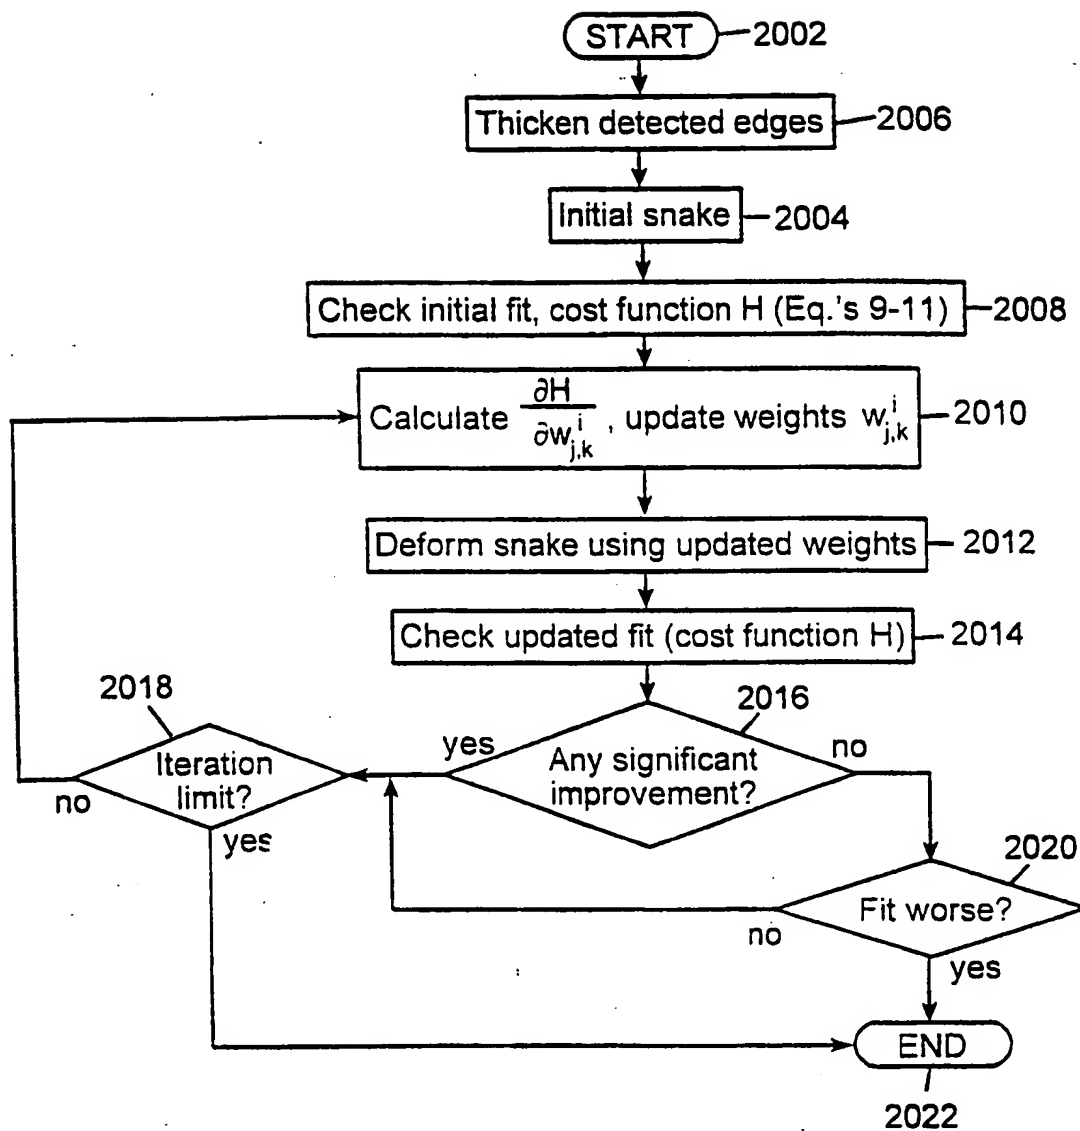 START 2002
Thicken detected edges 2006
Initial snake 2004
Check initial fit, cost function H (Eq.'s 9-11) 2008
Calculate ∂H/∂w^i_{j,k}, update weights w^i_{j,k} 2010
Deform snake using updated weights 2012
Check updated fit (cost function H) 2014
2018
2016
yes
no
Any significant
improvement?
Iteration
limit?
no
yes
2020
Fit worse?
no
yes
END
2022